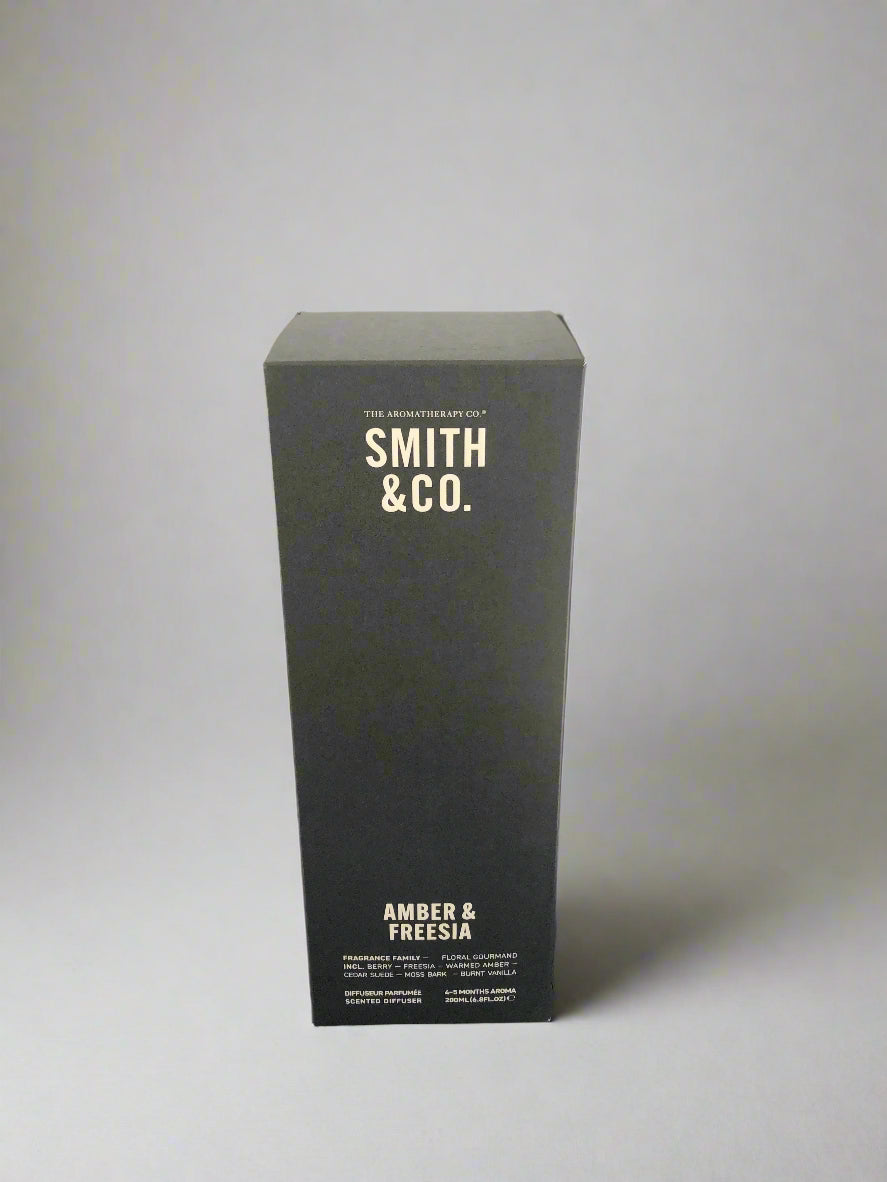 THE AROMATHERAPY CO.®
SMITH
&CO.
AMBER &
FREESIA
FRAGRANCE FAMILY — FLORAL GOURMAND
INCL. BERRY — FREESIA — WARMED AMBER —
CEDAR SUEDE — MOSS BARK — BURNT VANILLA
DIFFUSEUR PARFUMÉE 4–5 MONTHS AROMA
SCENTED DIFFUSER 200ML(6.8FL.OZ) ℮